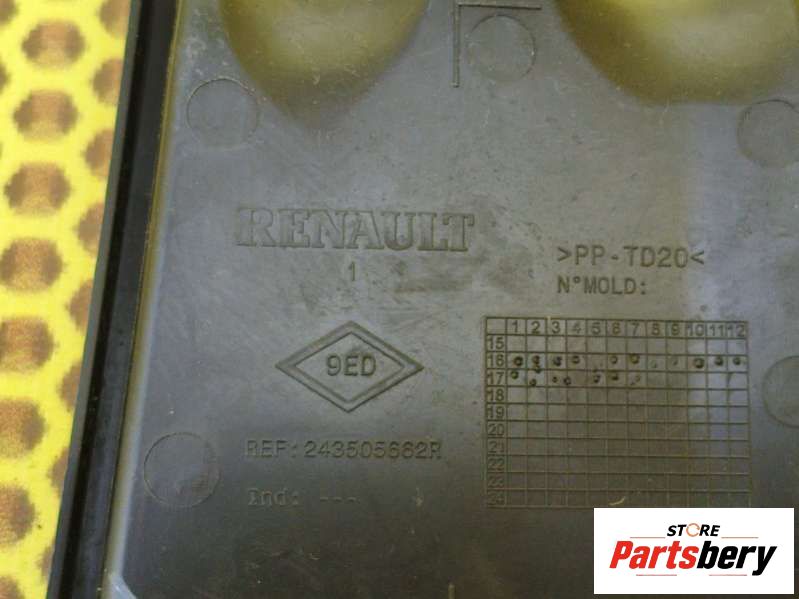 RENAULT
1
>PP-TD20<
N°MOLD:
9ED
REF:243505662R
Ind: ---
1 2 3 4 5 6 7 8 9 10 11 12
15
16
17
18
19
20
21
22
23
24
STORE
Partsbery